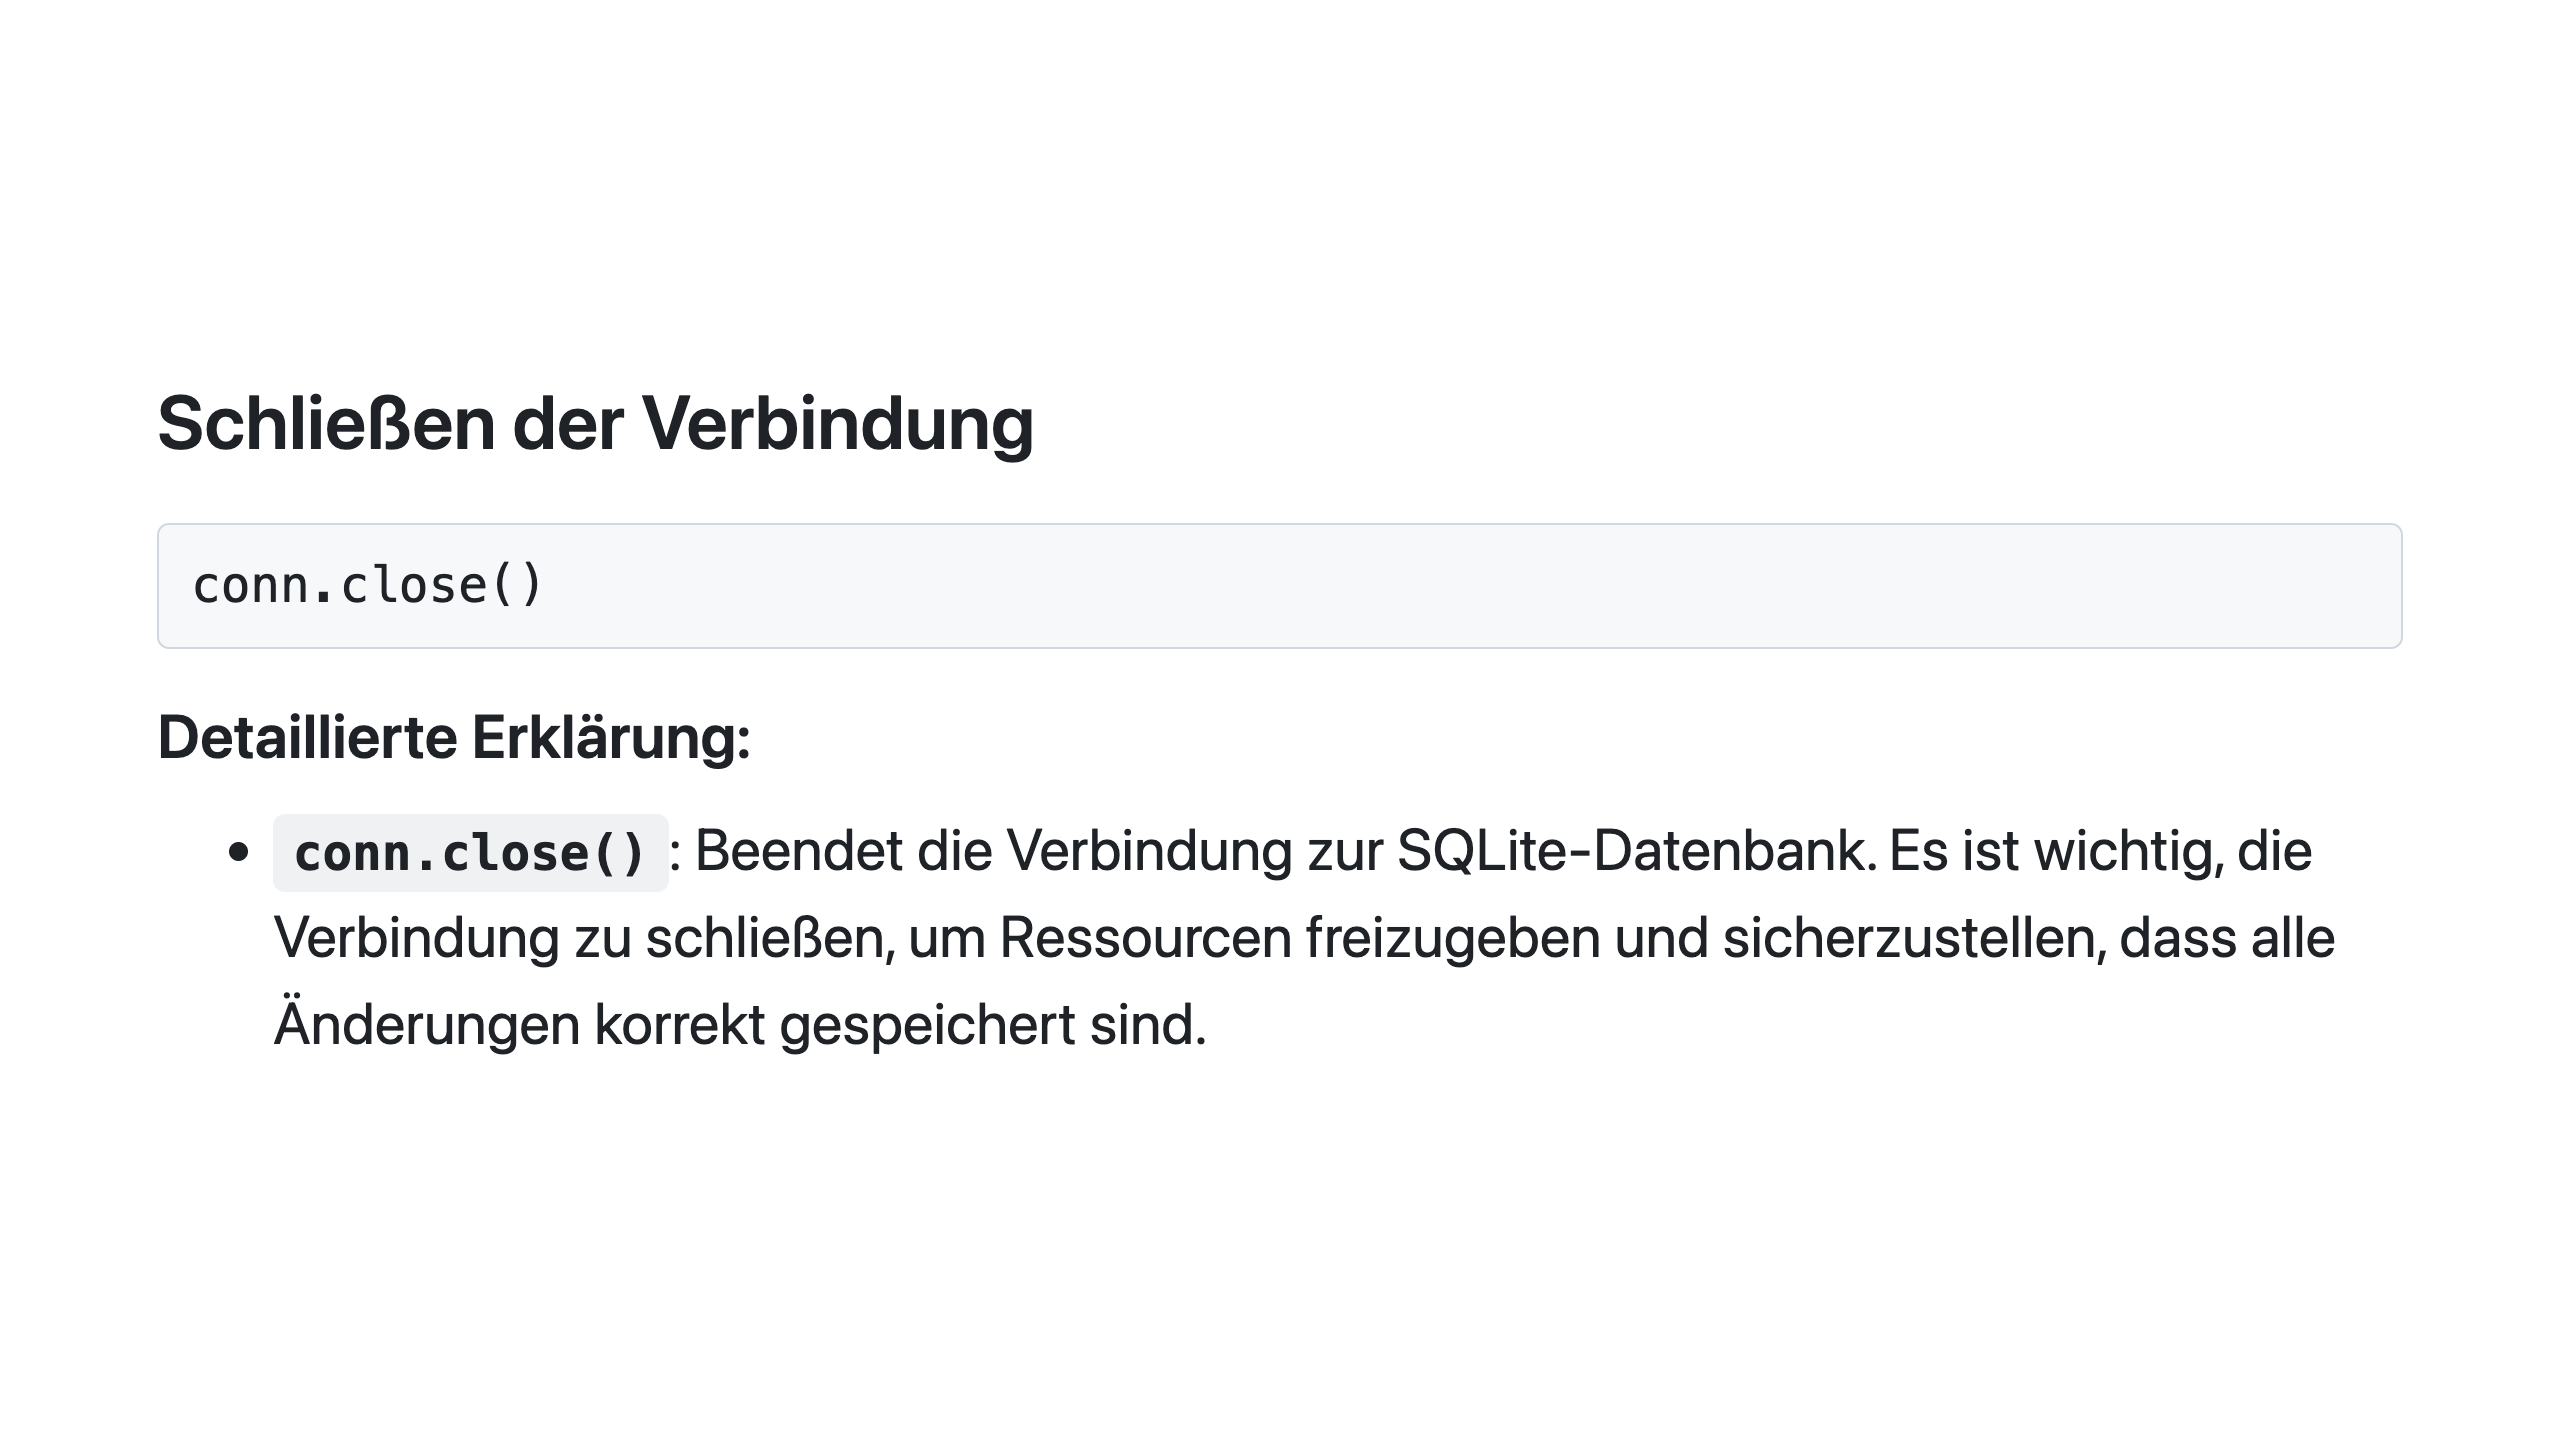 Schließen der Verbindung
conn.close()
Detaillierte Erklärung:
• conn.close() : Beendet die Verbindung zur SQLite-Datenbank. Es ist wichtig, die
Verbindung zu schließen, um Ressourcen freizugeben und sicherzustellen, dass alle
Änderungen korrekt gespeichert sind.